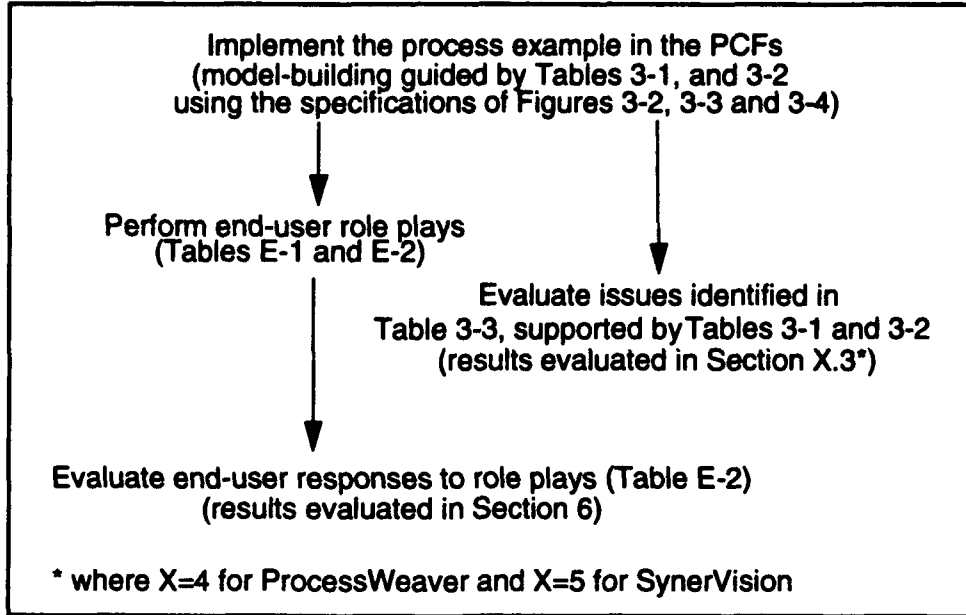 Implement the process example in the PCFs
(model-building guided by Tables 3-1, and 3-2
using the specifications of Figures 3-2, 3-3 and 3-4)
Perform end-user role plays
(Tables E-1 and E-2)
Evaluate issues identified in
Table 3-3, supported by Tables 3-1 and 3-2
(results evaluated in Section X.3*)
Evaluate end-user responses to role plays (Table E-2)
(results evaluated in Section 6)
* where X=4 for ProcessWeaver and X=5 for SynerVision